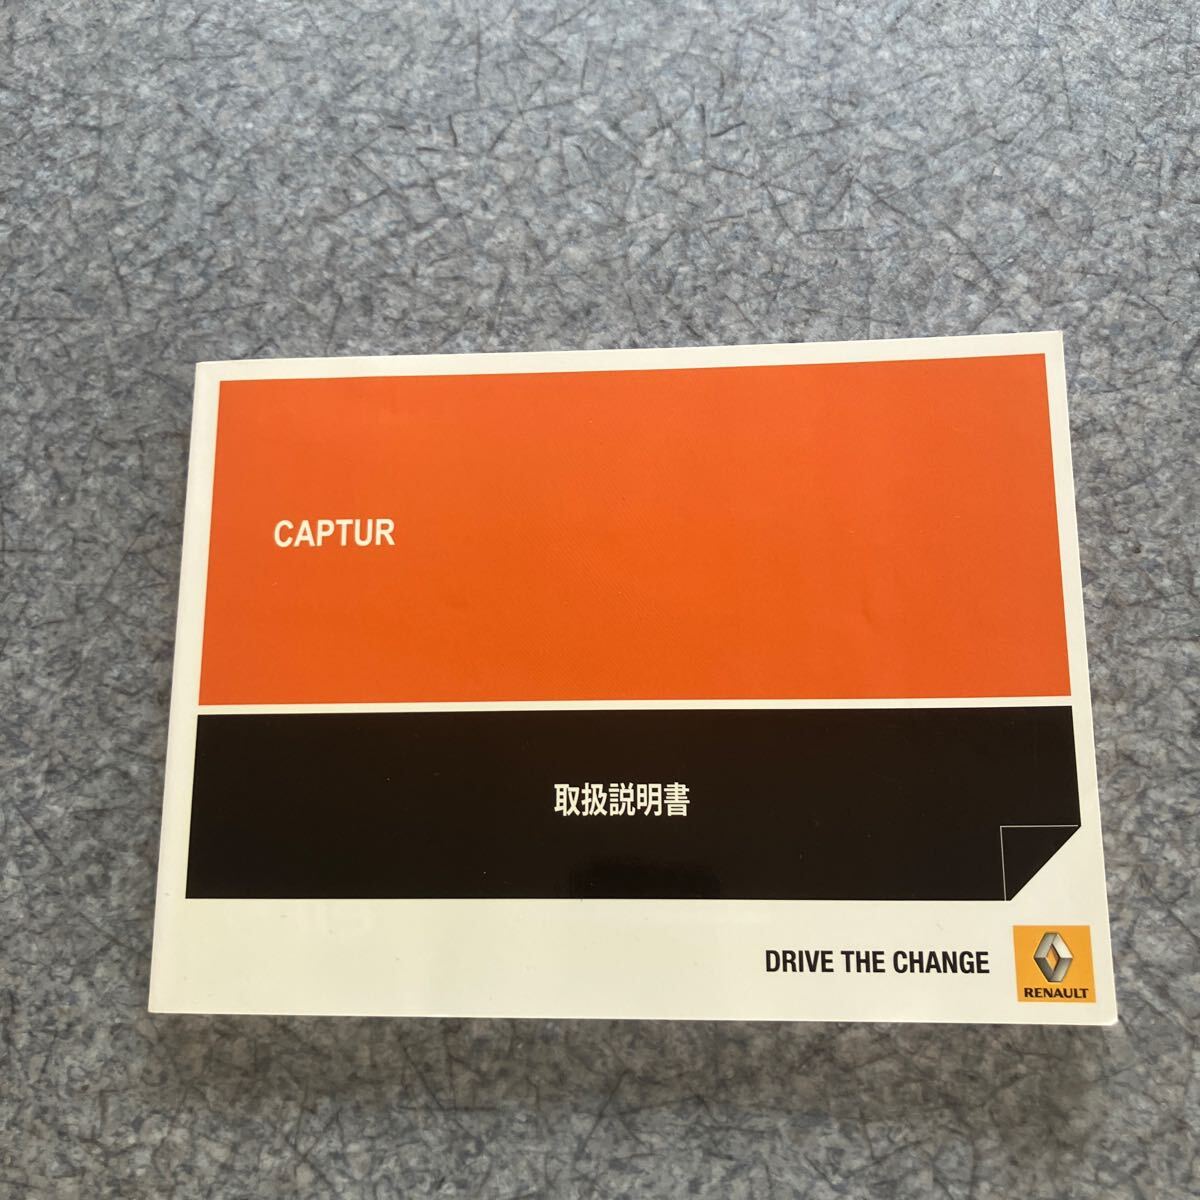 CAPTUR
取扱説明書
DRIVE THE CHANGE
RENAULT